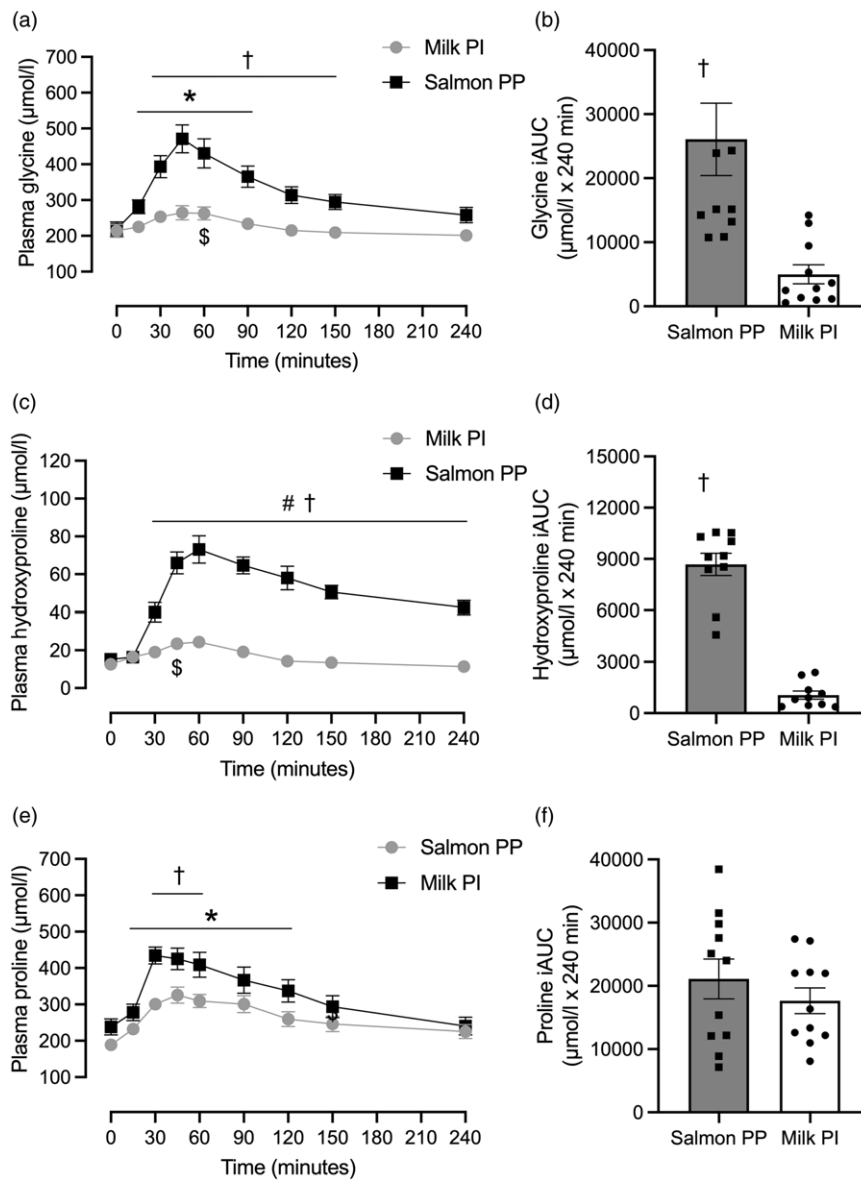 (a)
Milk PI
Salmon PP
†
*
$
Plasma glycine (μmol/l)
700
600
500
400
300
200
100
0 30 60 90 120 150 180 210 240
Time (minutes)
(b)
†
Glycine iAUC
(μmol/l x 240 min)
40000
30000
20000
10000
0
Salmon PP Milk PI
(c)
Milk PI
Salmon PP
# †
$
Plasma hydroxyproline (μmol/l)
120
100
80
60
40
20
0
0 30 60 90 120 150 180 210 240
Time (minutes)
(d)
†
Hydroxyproline iAUC
(μmol/l x 240 min)
15000
12000
9000
6000
3000
0
Salmon PP Milk PI
(e)
Salmon PP
Milk PI
†
*
Plasma proline (μmol/l)
700
600
500
400
300
200
100
0 30 60 90 120 150 180 210 240
Time (minutes)
(f)
Proline iAUC
(μmol/l x 240 min)
40000
30000
20000
10000
0
Salmon PP Milk PI